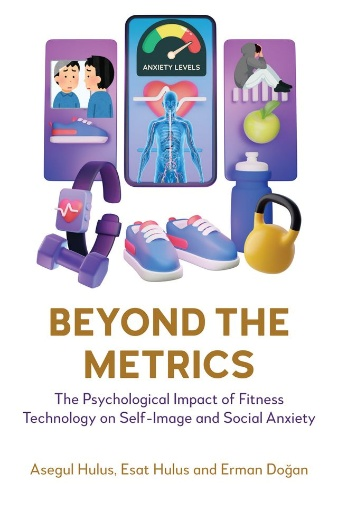 ANXIETY LEVELS
BEYOND THE
METRICS
The Psychological Impact of Fitness
Technology on Self-Image and Social Anxiety
Asegul Hulus, Esat Hulus and Erman Doğan